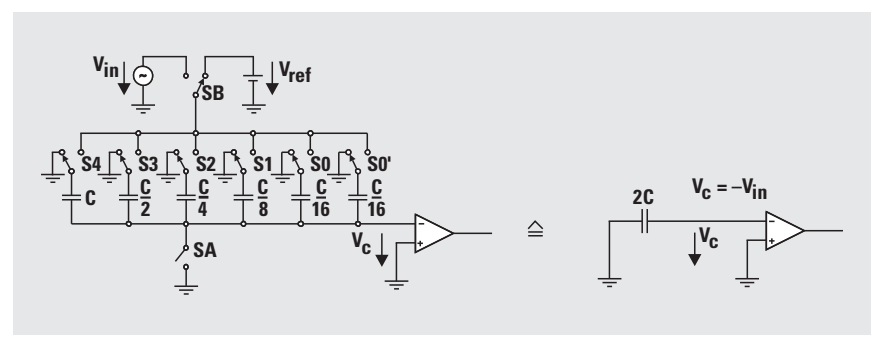 Vin
Vref
~
SB
S4
S3
S2
S1
S0
S0'
C
C
2
C
4
C
8
C
16
C
16
SA
Vc
−
+
≙
2C
Vc = –Vin
Vc
−
+